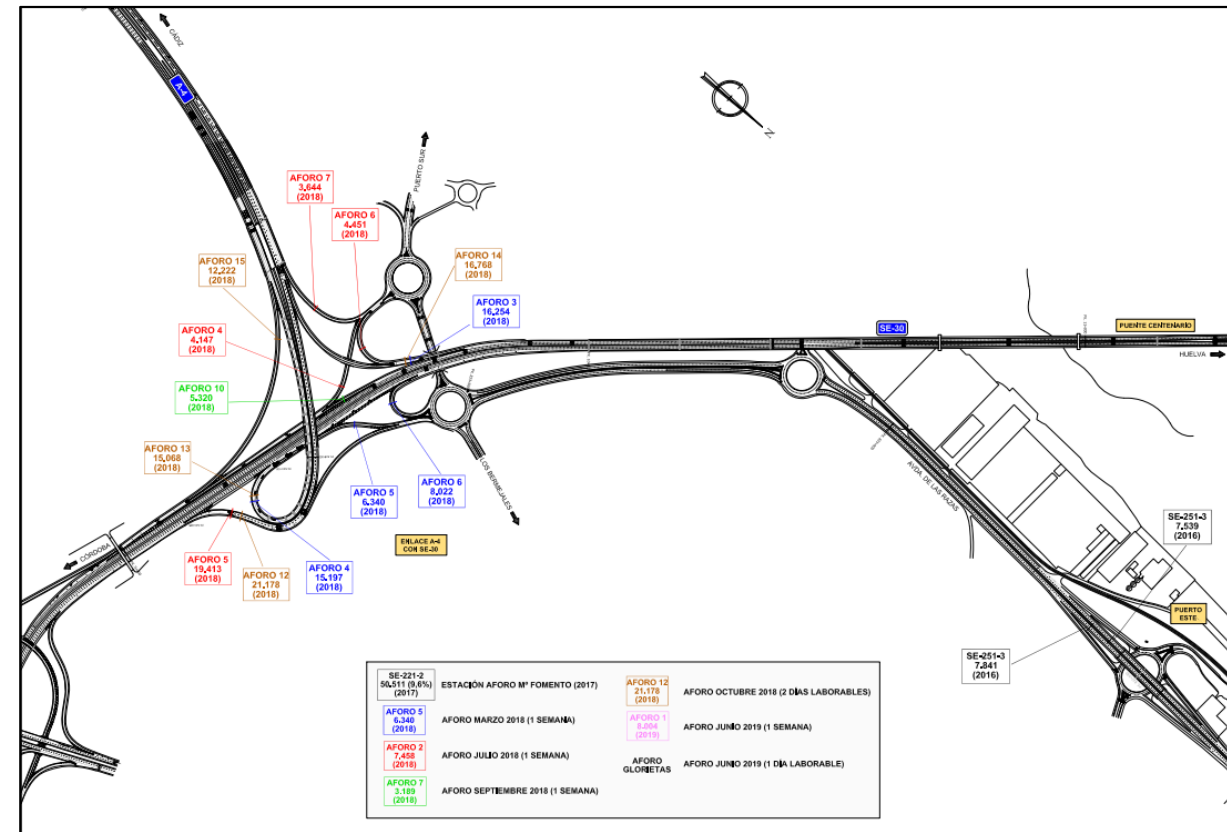 CÁDIZ
A-4
N
PUERTO SUR
AFORO 7
3.644
(2018)
AFORO 6
4.451
(2018)
AFORO 15
12.222
(2018)
AFORO 14
16.768
(2018)
AFORO 3
16.254
(2018)
SE-30
PUENTE CENTENARIO
HUELVA
AFORO 4
4.147
(2018)
AFORO 10
5.320
(2018)
AFORO 13
15.068
(2018)
AFORO 5
6.340
(2018)
AFORO 6
8.022
(2018)
LOS BERMEJALES
AVDA. DE LAS RAZAS
SE-251-3
7.539
(2016)
ENLACE A-4
CON SE-30
CÓRDOBA
AFORO 5
19.413
(2018)
AFORO 12
21.178
(2018)
AFORO 4
15.197
(2018)
PUERTO
ESTE
SE-251-3
7.841
(2016)
SE-221-2
50.511 (9,6%)
(2017)
ESTACIÓN AFORO Mº FOMENTO (2017)
AFORO 5
6.340
(2018)
AFORO MARZO 2018 (1 SEMANA)
AFORO 2
7.458
(2018)
AFORO JULIO 2018 (1 SEMANA)
AFORO 7
3.189
(2018)
AFORO SEPTIEMBRE 2018 (1 SEMANA)
AFORO 12
21.178
(2018)
AFORO OCTUBRE 2018 (2 DÍAS LABORABLES)
AFORO 1
8.004
(2019)
AFORO JUNIO 2019 (1 SEMANA)
AFORO
GLORIETAS
AFORO JUNIO 2019 (1 DÍA LABORABLE)